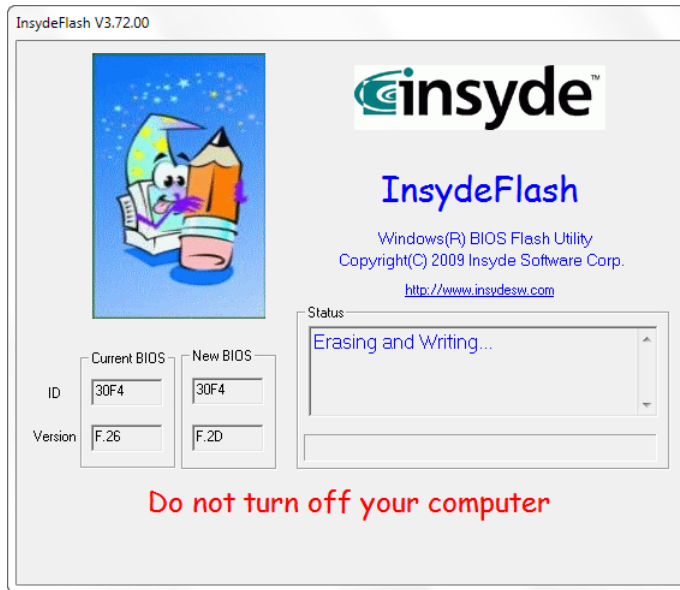 InsydeFlash V3.72.00
insyde™
InsydeFlash
Windows(R) BIOS Flash Utility
Copyright(C) 2009 Insyde Software Corp.
http://www.insydesw.com
Status
Erasing and Writing...
Current BIOS New BIOS
ID 30F4 30F4
Version F.26 F.2D
Do not turn off your computer